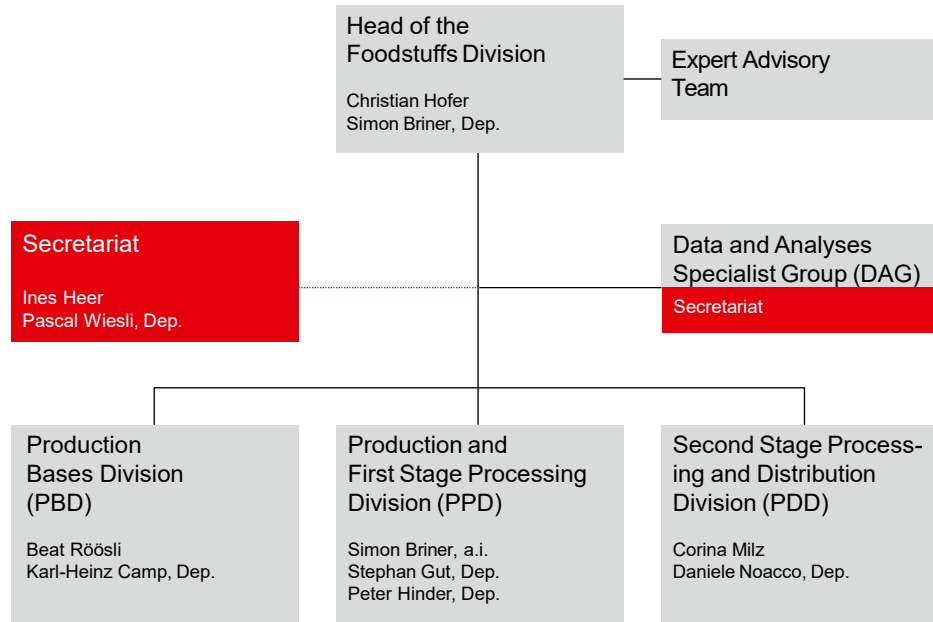 Head of the
Foodstuffs Division
Christian Hofer
Simon Briner, Dep.
Expert Advisory
Team
Secretariat
Ines Heer
Pascal Wiesli, Dep.
Data and Analyses
Specialist Group (DAG)
Secretariat
Production
Bases Division
(PBD)
Beat Röösli
Karl-Heinz Camp, Dep.
Production and
First Stage Processing
Division (PPD)
Simon Briner, a.i.
Stephan Gut, Dep.
Peter Hinder, Dep.
Second Stage Process-
ing and Distribution
Division (PDD)
Corina Milz
Daniele Noacco, Dep.